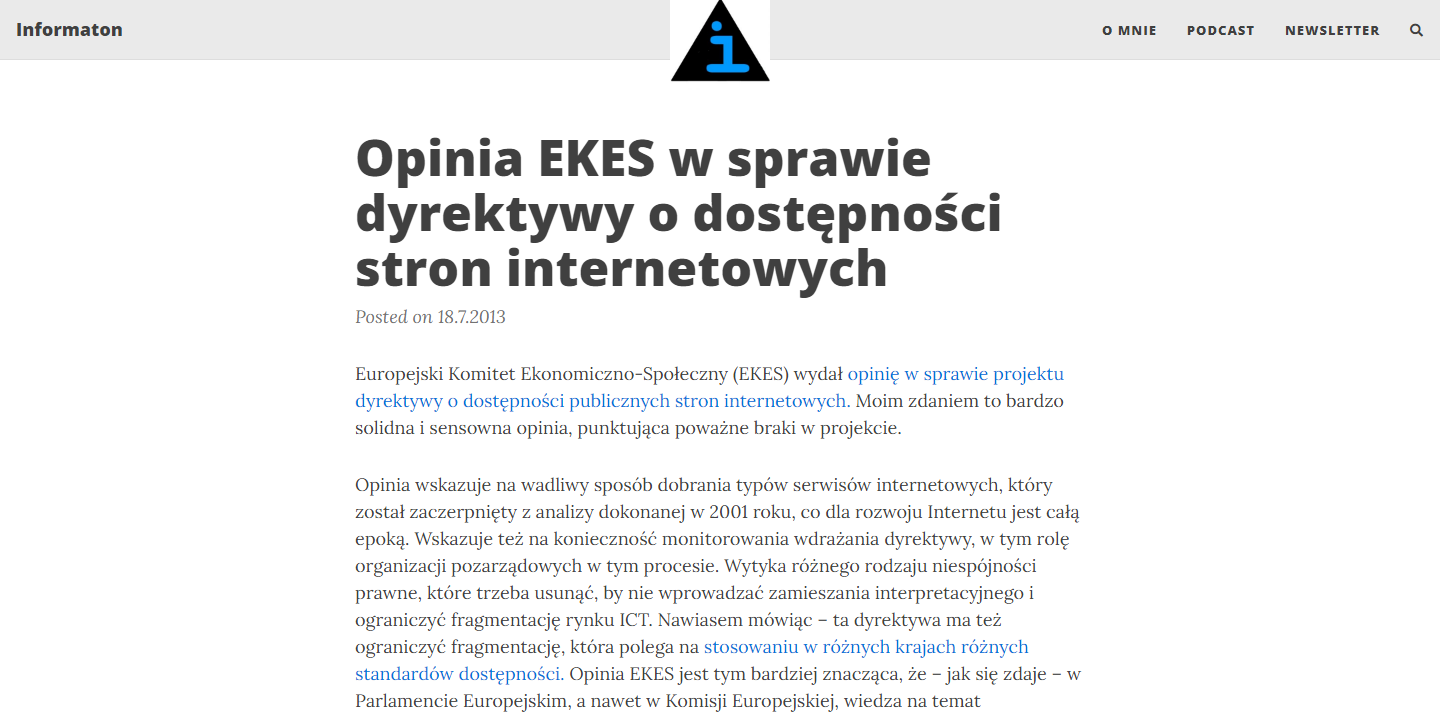 Informaton
i
O MNIE
PODCAST
NEWSLETTER
Opinia EKES w sprawie
dyrektywy o dostępności
stron internetowych
Posted on 18.7.2013
Europejski Komitet Ekonomiczno-Społeczny (EKES) wydał opinię w sprawie projektu
dyrektywy o dostępności publicznych stron internetowych. Moim zdaniem to bardzo
solidna i sensowna opinia, punktująca poważne braki w projekcie.
Opinia wskazuje na wadliwy sposób dobrania typów serwisów internetowych, który
został zaczerpnięty z analizy dokonanej w 2001 roku, co dla rozwoju Internetu jest całą
epoką. Wskazuje też na konieczność monitorowania wdrażania dyrektywy, w tym rolę
organizacji pozarządowych w tym procesie. Wytyka różnego rodzaju niespójności
prawne, które trzeba usunąć, by nie wprowadzać zamieszania interpretacyjnego i
ograniczyć fragmentację rynku ICT. Nawiasem mówiąc – ta dyrektywa ma też
ograniczyć fragmentację, która polega na stosowaniu w różnych krajach różnych
standardów dostępności. Opinia EKES jest tym bardziej znacząca, że – jak się zdaje – w
Parlamencie Europejskim, a nawet w Komisji Europejskiej, wiedza na temat